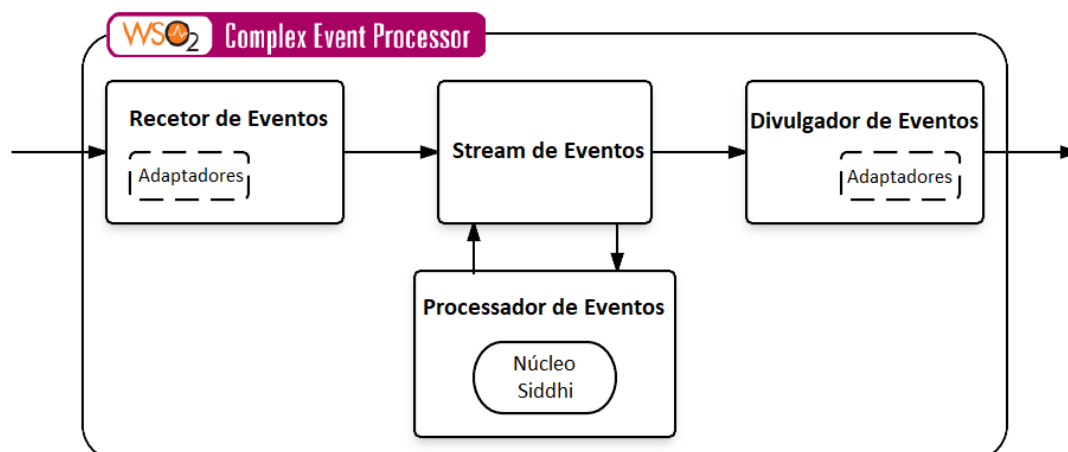 WSO2 Complex Event Processor
Recetor de Eventos
Adaptadores
Stream de Eventos
Divulgador de Eventos
Adaptadores
Processador de Eventos
Núcleo
Siddhi